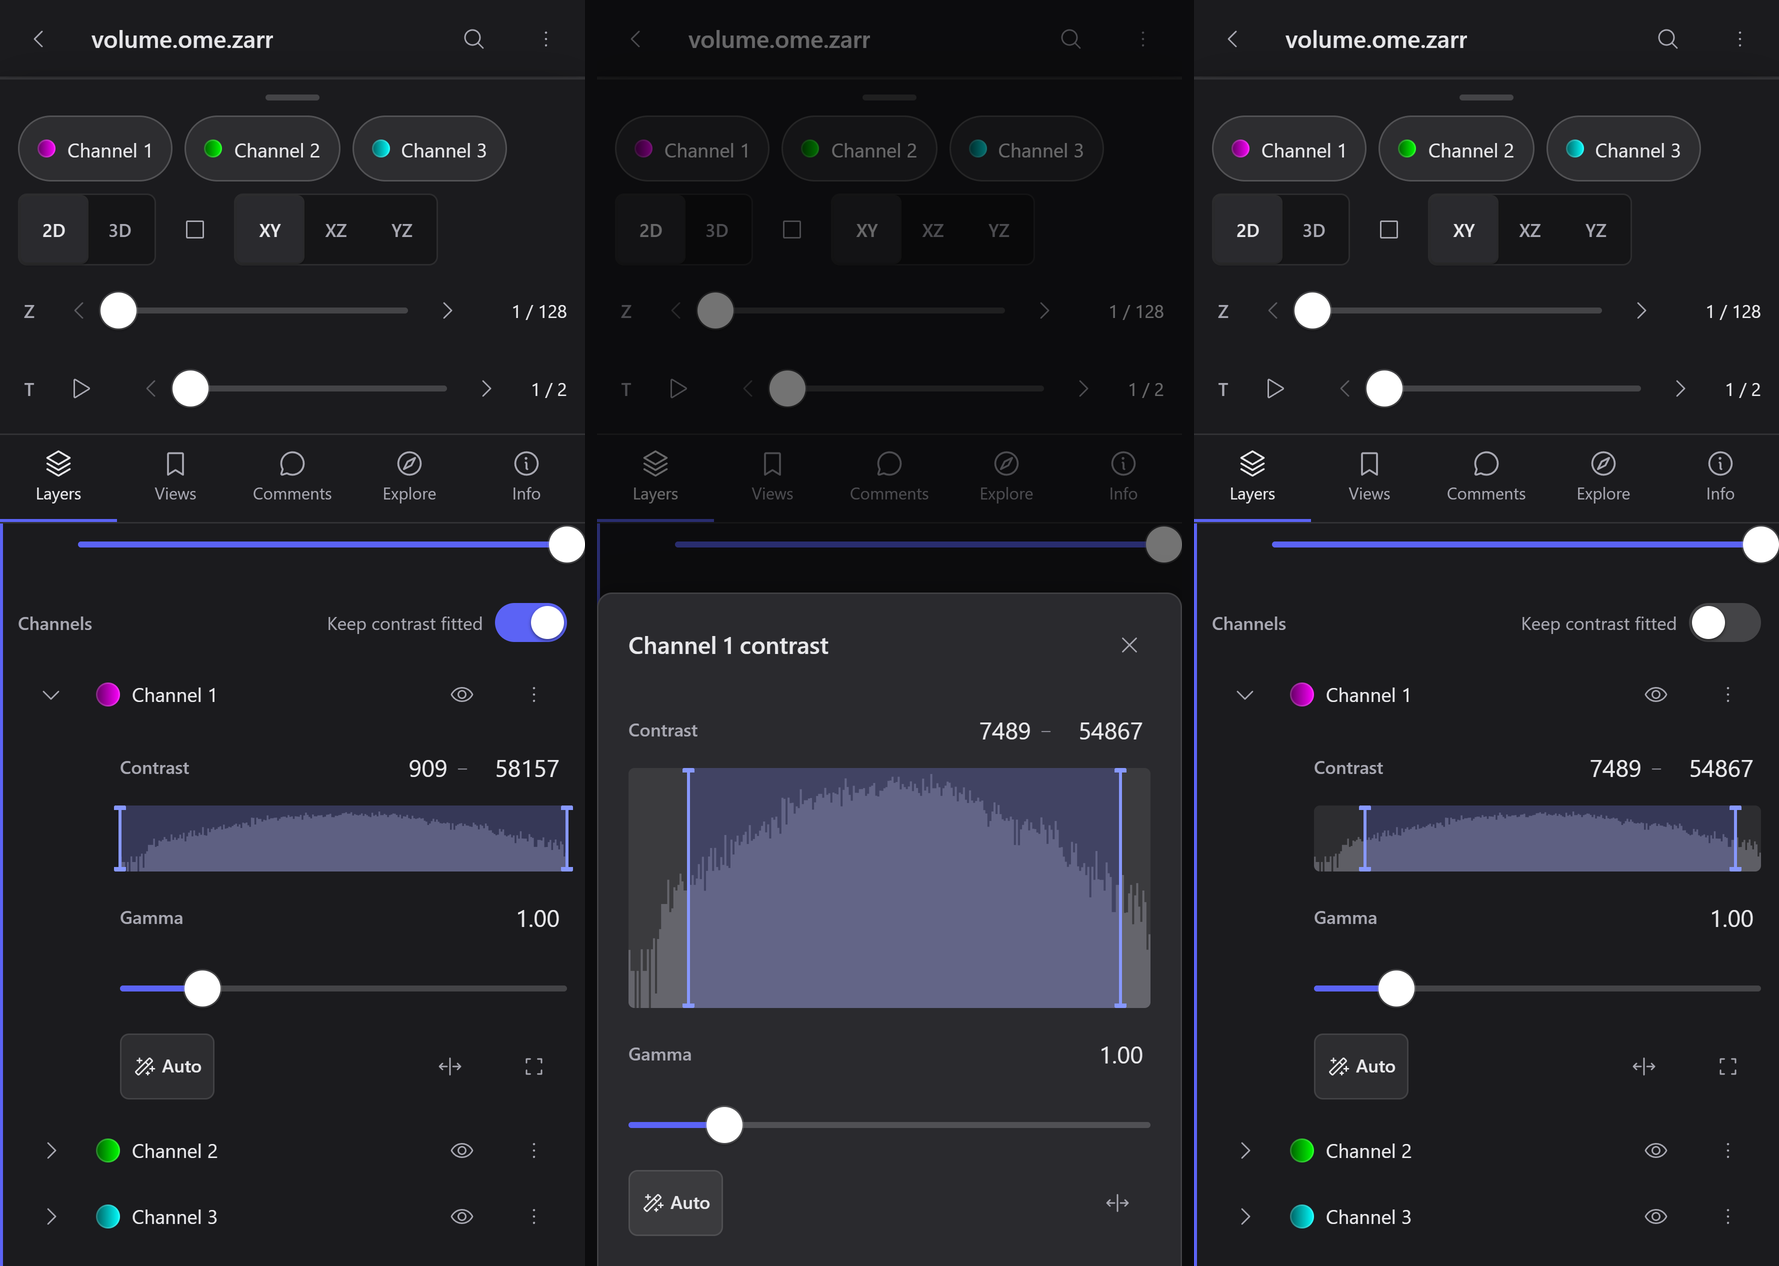 volume.ome.zarr
Channel 1 Channel 2 Channel 3
2D 3D XY XZ YZ
Z 1 / 128
T 1 / 2
Layers Views Comments Explore Info
Channels Keep contrast fitted
Channel 1
Contrast 909 – 58157
Gamma 1.00
Auto
Channel 2
Channel 3
volume.ome.zarr
Channel 1 Channel 2 Channel 3
2D 3D XY XZ YZ
Z 1 / 128
T 1 / 2
Layers Views Comments Explore Info
Channel 1 contrast
Contrast 7489 – 54867
Gamma 1.00
Auto
volume.ome.zarr
Channel 1 Channel 2 Channel 3
2D 3D XY XZ YZ
Z 1 / 128
T 1 / 2
Layers Views Comments Explore Info
Channels Keep contrast fitted
Channel 1
Contrast 7489 – 54867
Gamma 1.00
Auto
Channel 2
Channel 3